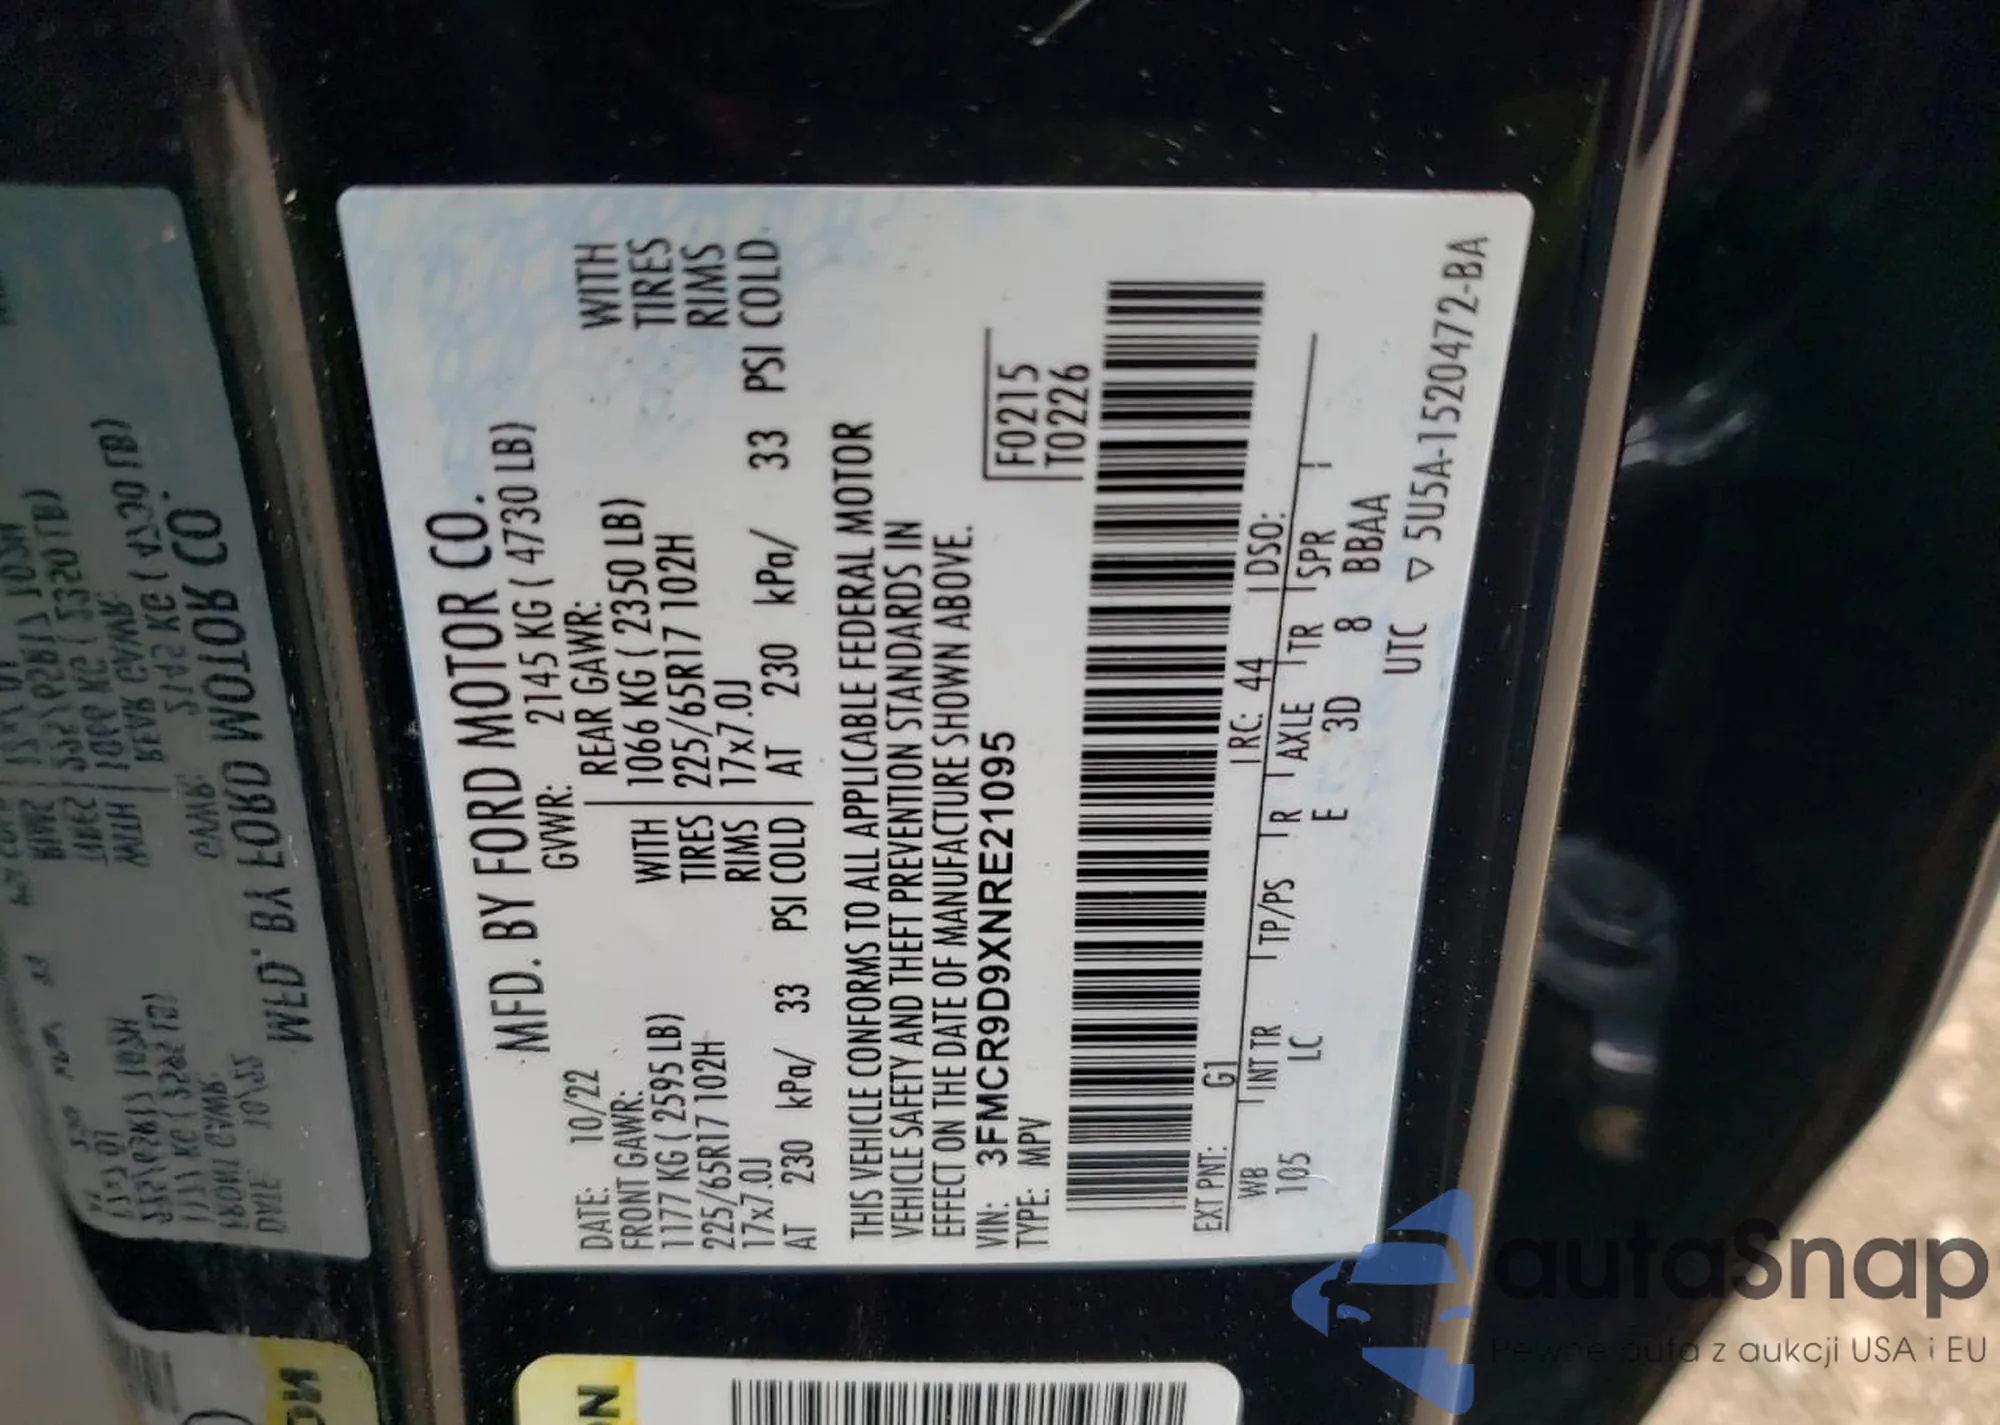 MFD. BY FORD MOTOR CO.
DATE: 10/22 GVWR: 2145 KG ( 4730 LB)
FRONT GAWR: REAR GAWR:
1177 KG ( 2595 LB) WITH 1066 KG ( 2350 LB) WITH
225/65R17 102H TIRES 225/65R17 102H TIRES
17x7.0J RIMS 17x7.0J RIMS
AT 230 kPa/ 33 PSI COLD AT 230 kPa/ 33 PSI COLD
THIS VEHICLE CONFORMS TO ALL APPLICABLE FEDERAL MOTOR
VEHICLE SAFETY AND THEFT PREVENTION STANDARDS IN
EFFECT ON THE DATE OF MANUFACTURE SHOWN ABOVE.
VIN: 3FMCR9D9XNRE21095 F0215
TYPE: MPV T0226
EXT PNT: G1 RC: 44 DSO:
WB INT TR TP/PS R AXLE TR SPR
105 LC E 3D 8 BBAA
UTC ▽ 5U5A-1520472-BA
autaSnap
Pewne auta z aukcji USA i EU